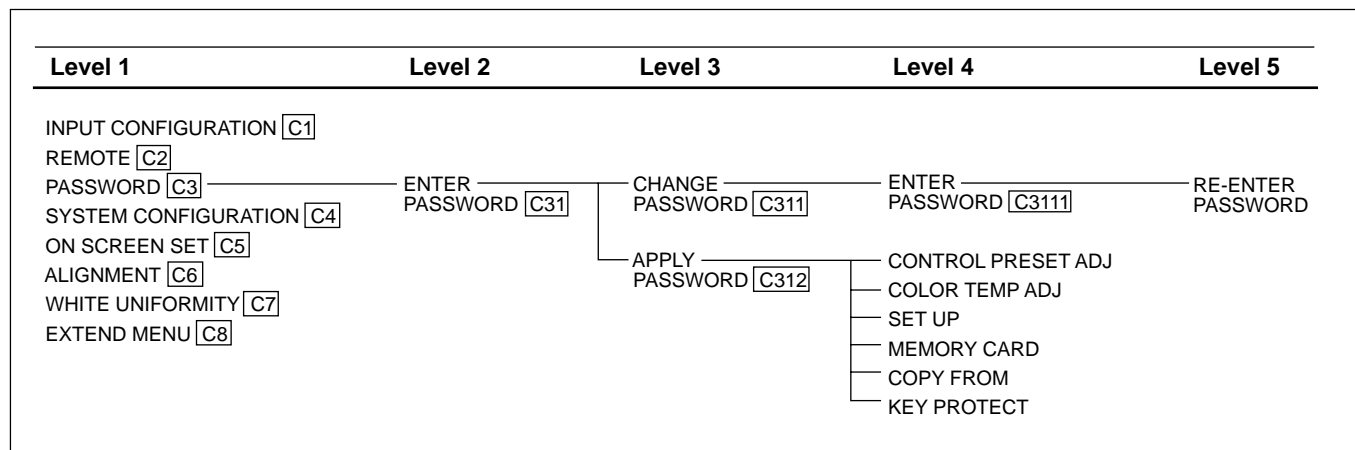 Level 1 Level 2 Level 3 Level 4 Level 5
INPUT CONFIGURATION C1
REMOTE C2
PASSWORD C3 ENTER CHANGE ENTER RE-ENTER
PASSWORD C31 PASSWORD C311 PASSWORD C3111 PASSWORD
SYSTEM CONFIGURATION C4
ON SCREEN SET C5
APPLY CONTROL PRESET ADJ
ALIGNMENT C6
PASSWORD C312
COLOR TEMP ADJ
WHITE UNIFORMITY C7
SET UP
EXTEND MENU C8
MEMORY CARD
COPY FROM
KEY PROTECT